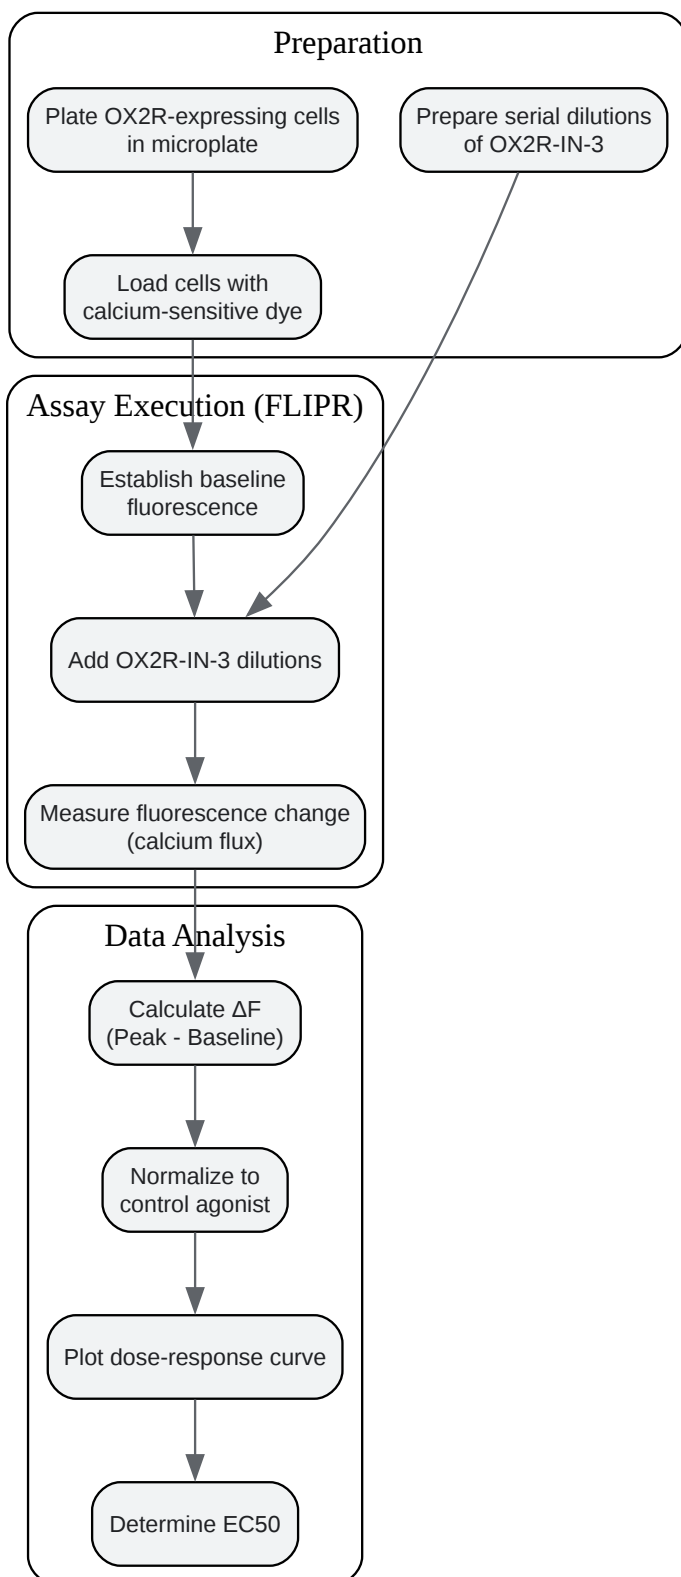 Preparation
Plate OX2R-expressing cells
in microplate
Prepare serial dilutions
of OX2R-IN-3
Load cells with
calcium-sensitive dye
Assay Execution (FLIPR)
Establish baseline
fluorescence
Add OX2R-IN-3 dilutions
Measure fluorescence change
(calcium flux)
Data Analysis
Calculate ΔF
(Peak - Baseline)
Normalize to
control agonist
Plot dose-response curve
Determine EC50